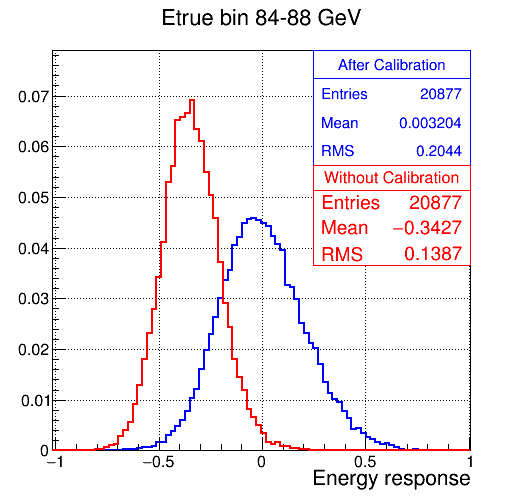 Etrue bin 84-88 GeV
After Calibration
Entries 20877
Mean 0.003204
RMS 0.2044
Without Calibration
Entries 20877
Mean −0.3427
RMS 0.1387
0.07
0.06
0.05
0.04
0.03
0.02
0.01
0
−1 −0.5 0 0.5 1
Energy response